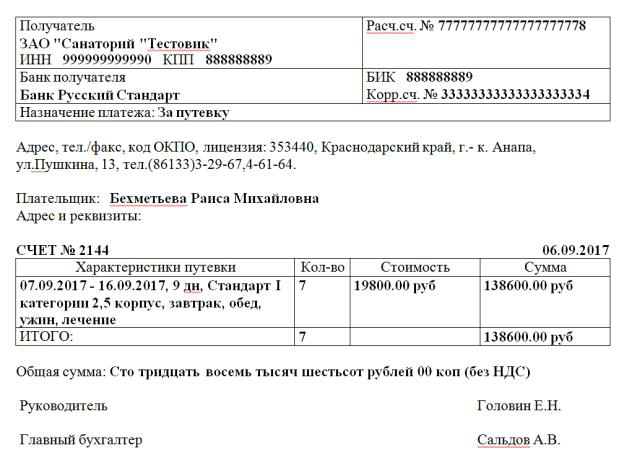 Получатель
ЗАО "Санаторий "Тестовик"
ИНН 999999999990 КПП 888888889
Расч.сч. № 77777777777777777778
Банк получателя
Банк Русский Стандарт
БИК 888888889
Корр.сч. № 33333333333333333334
Назначение платежа: За путевку
Адрес, тел./факс, код ОКПО, лицензия: 353440, Краснодарский край, г.- к. Анапа,
ул.Пушкина, 13, тел.(86133)3-29-67,4-61-64.
Плательщик: Бехметьева Раиса Михайловна
Адрес и реквизиты:
СЧЕТ № 2144 06.09.2017
Характеристики путевки Кол-во Стоимость Сумма
07.09.2017 - 16.09.2017, 9 дн, Стандарт I 7 19800.00 руб 138600.00 руб
категории 2,5 корпус, завтрак, обед,
ужин, лечение
ИТОГО: 7 138600.00 руб
Общая сумма: Сто тридцать восемь тысяч шестьсот рублей 00 коп (без НДС)
Руководитель Головин Е.Н.
Главный бухгалтер Сальдов А.В.